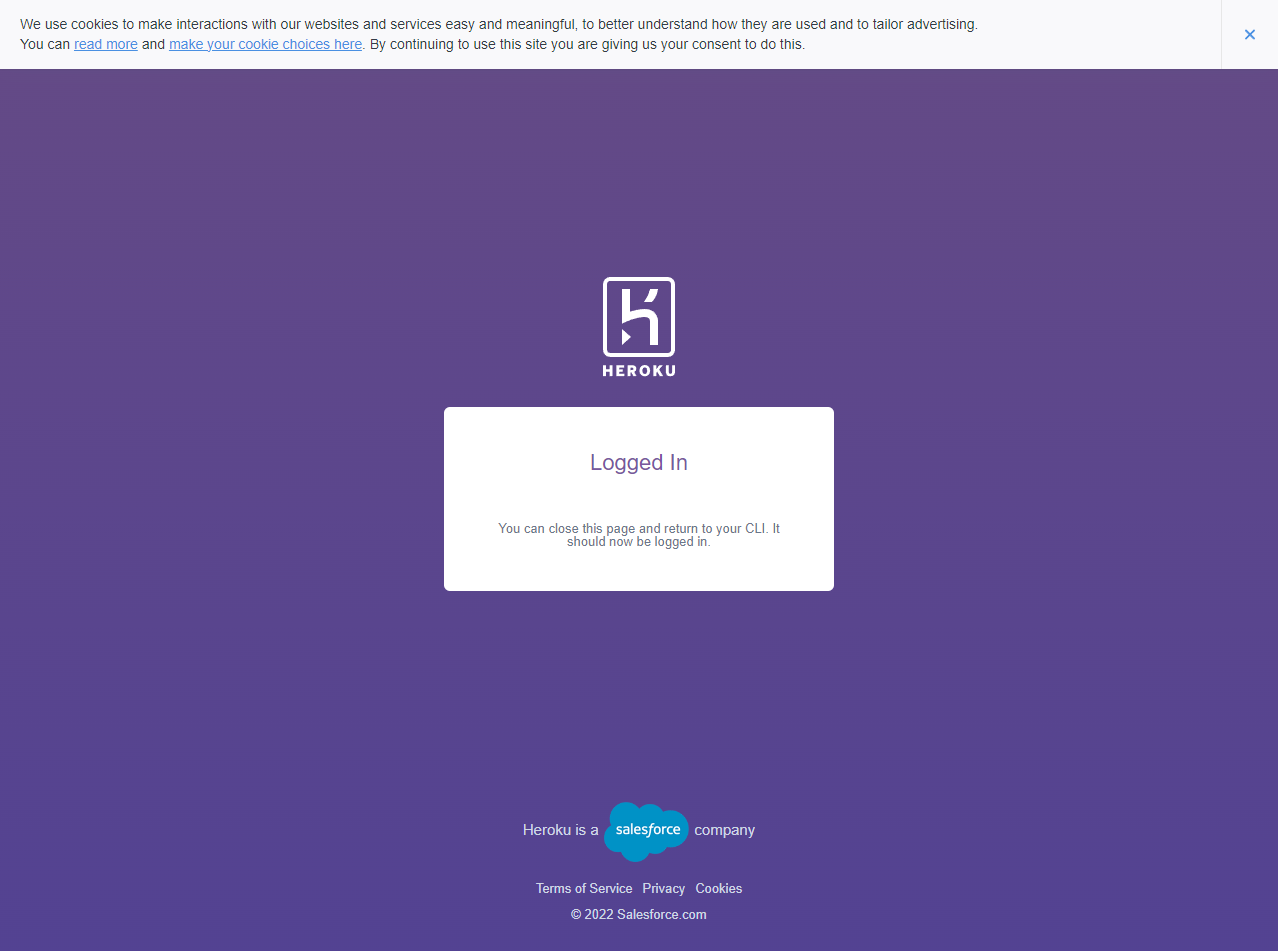 We use cookies to make interactions with our websites and services easy and meaningful, to better understand how they are used and to tailor advertising.
You can read more and make your cookie choices here. By continuing to use this site you are giving us your consent to do this.
HEROKU
Logged In
You can close this page and return to your CLI. It
should now be logged in.
Heroku is a salesforce company
Terms of Service Privacy Cookies
© 2022 Salesforce.com